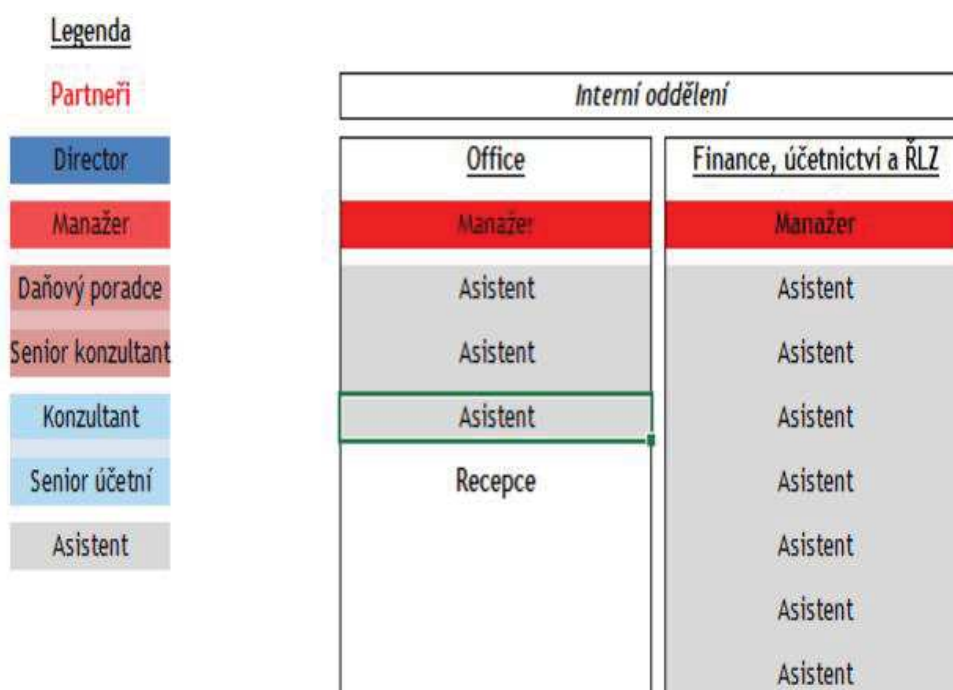 Legenda
Partneři
Director
Manažer
Daňový poradce
Senior konzultant
Konzultant
Senior účetní
Asistent
Interní oddělení
Office
Manažer
Asistent
Asistent
Asistent
Recepce
Finance, účetnictví a ŘLZ
Manažer
Asistent
Asistent
Asistent
Asistent
Asistent
Asistent
Asistent